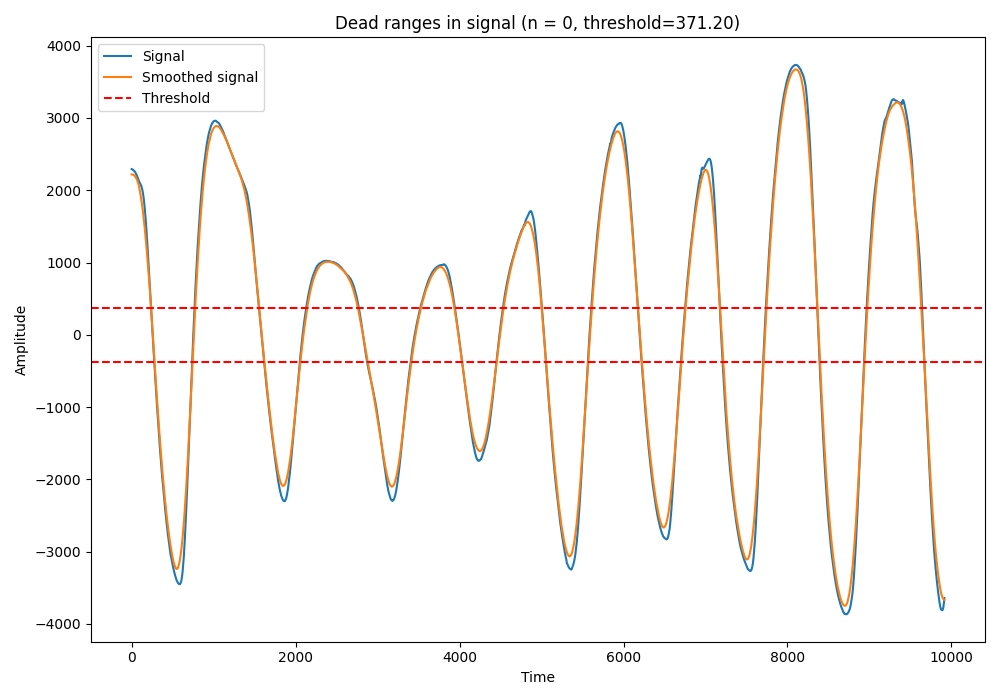 Dead ranges in signal (n = 0, threshold=371.20)
Signal
Smoothed signal
Threshold
4000
3000
2000
1000
0
−1000
−2000
−3000
−4000
Amplitude
0 2000 4000 6000 8000 10000
Time